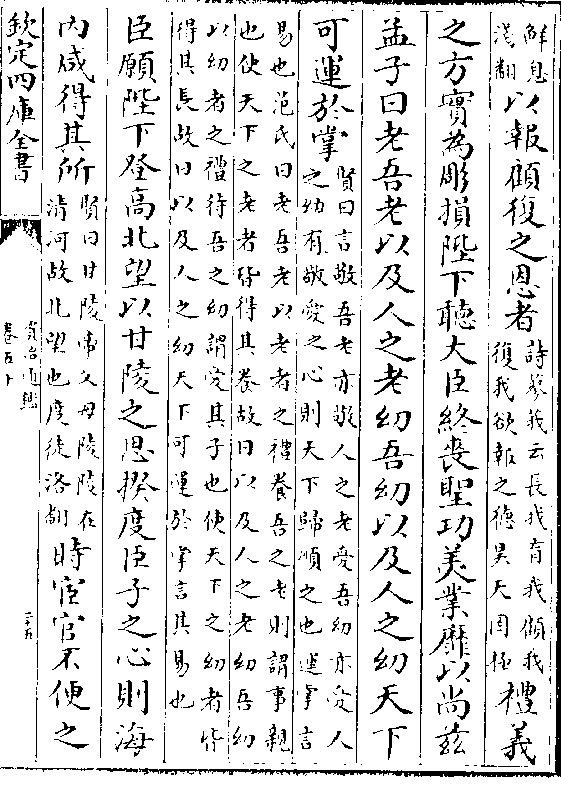 鮮息
淺翻
以報顧復之恩者
詩蓼莪云長我育我顧我
復我欲報之德昊天罔極
禮義
之方實為彫損陛下聽大臣終喪聖功美業靡以尚茲
孟子曰老吾老以及人之老幼吾幼以及人之幼天下
可運於掌
賢曰言敬吾老亦敬人之老愛吾幼亦愛人
之幼有敬愛之心則天下歸順之也運掌言
易也范氏曰老吾老以老者之禮養吾之老則謂事親
也使天下之老者皆得其養故曰以及人之老幼吾幼
以幼者之禮待吾之幼謂愛其子也使天下之幼者皆
得其長故曰以及人之幼天下可運於掌言其易也
臣願陛下登高北望以甘陵之思揆度臣子之心則海
內咸得其所
賢曰甘陵帝父母陵陵在
清河故北望也度徒洛翻
時宦官不便之
欽定四庫全書
資治通鑑
卷五十
二十五